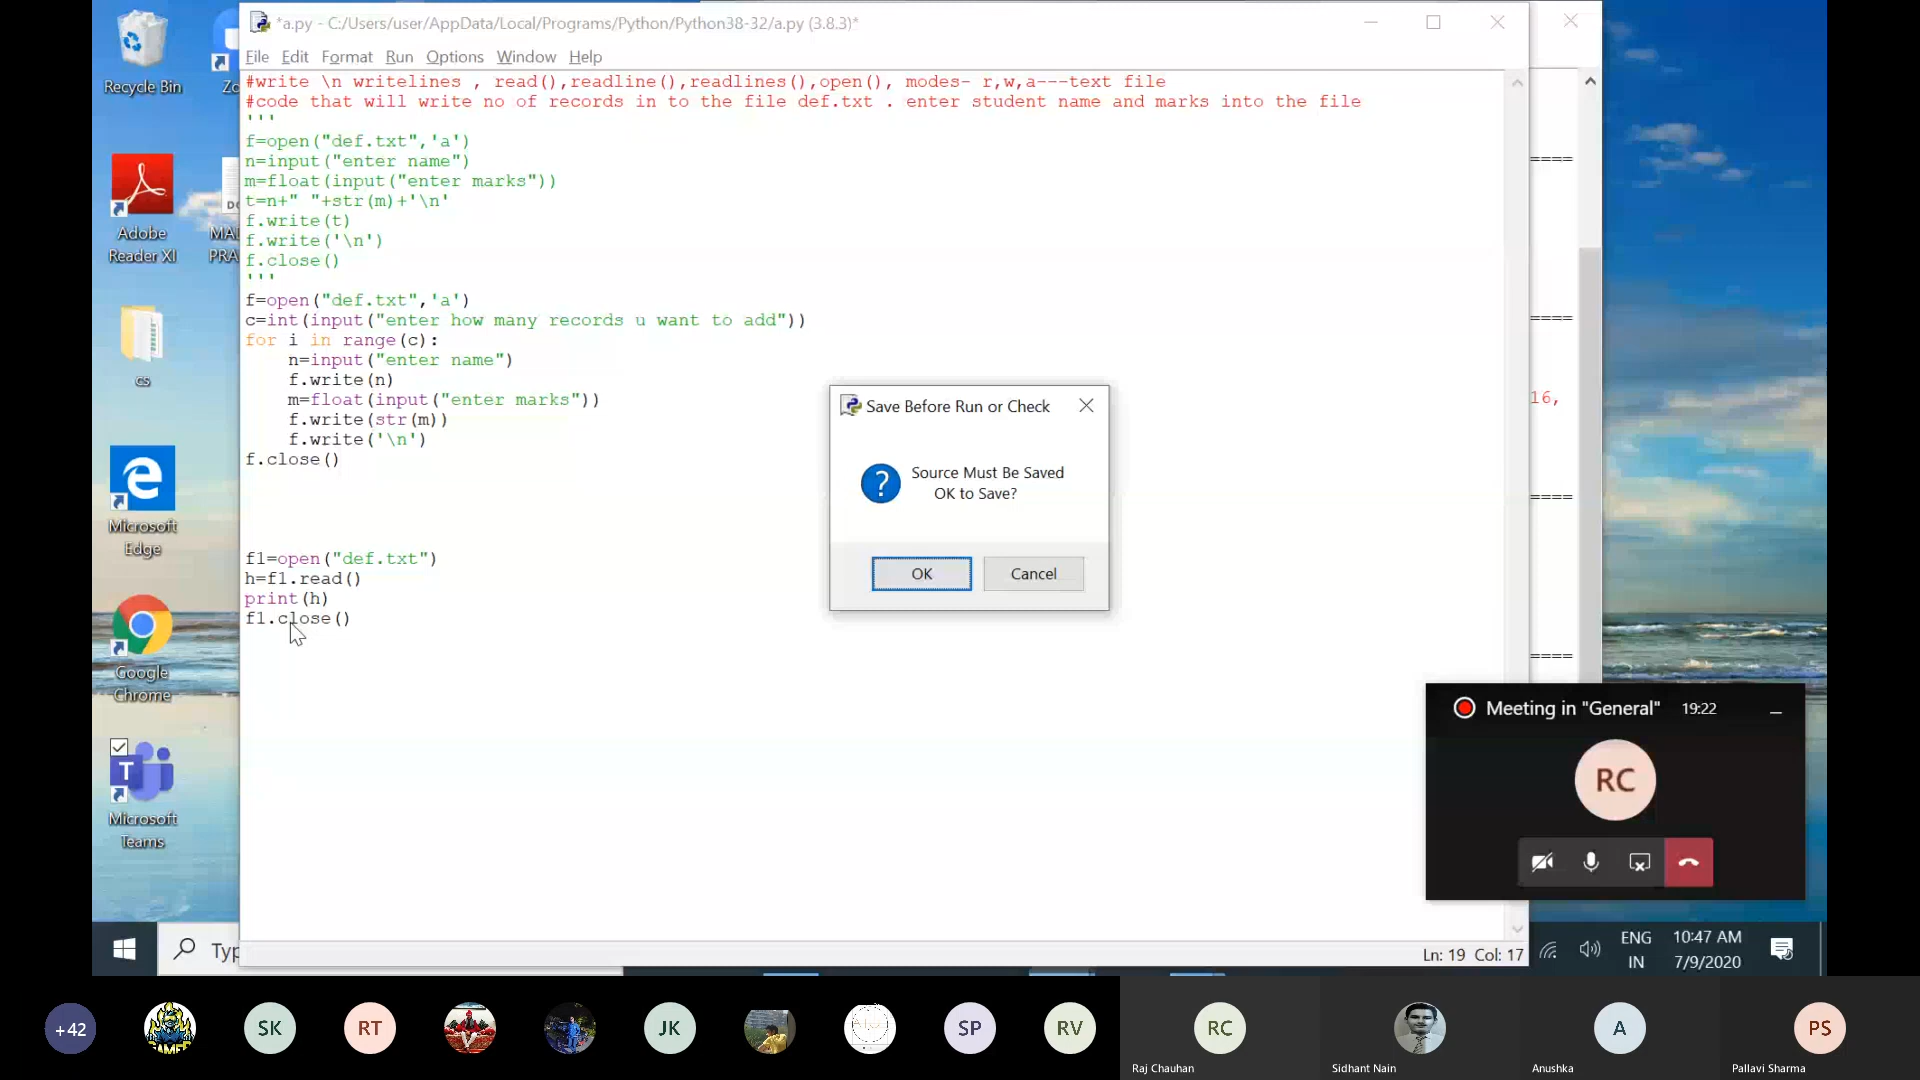 *a.py - C:/Users/user/AppData/Local/Programs/Python/Python38-32/a.py (3.8.3)*
File Edit Format Run Options Window Help
#write \n writelines , read(),readline(),readlines(),open(), modes- r,w,a---text file
#code that will write no of records in to the file def.txt . enter student name and marks into the file
'''
f=open("def.txt",'a')
n=input("enter name")
m=float(input("enter marks"))
t=n+" "+str(m)+'\n'
f.write(t)
f.write('\n')
f.close()
'''
f=open("def.txt",'a')
c=int(input("enter how many records u want to add"))
for i in range(c):
    n=input("enter name")
    f.write(n)
    m=float(input("enter marks"))
    f.write(str(m))
    f.write('\n')
f.close()
f1=open("def.txt")
h=f1.read()
print(h)
f1.close()
Ln: 19 Col: 17
Save Before Run or Check
Source Must Be Saved
OK to Save?
OK Cancel
====
====
16,
====
====
Recycle Bin
Adobe
Reader XI
PRA
cs
Microsoft
Edge
Google
Chrome
T
Microsoft
Teams
Meeting in "General" 19:22
RC
Typ
ENG
IN
10:47 AM
7/9/2020
+42
SK
RT
JK
SP
RV
RC
A
PS
Raj Chauhan
Sidhant Nain
Anushka
Pallavi Sharma